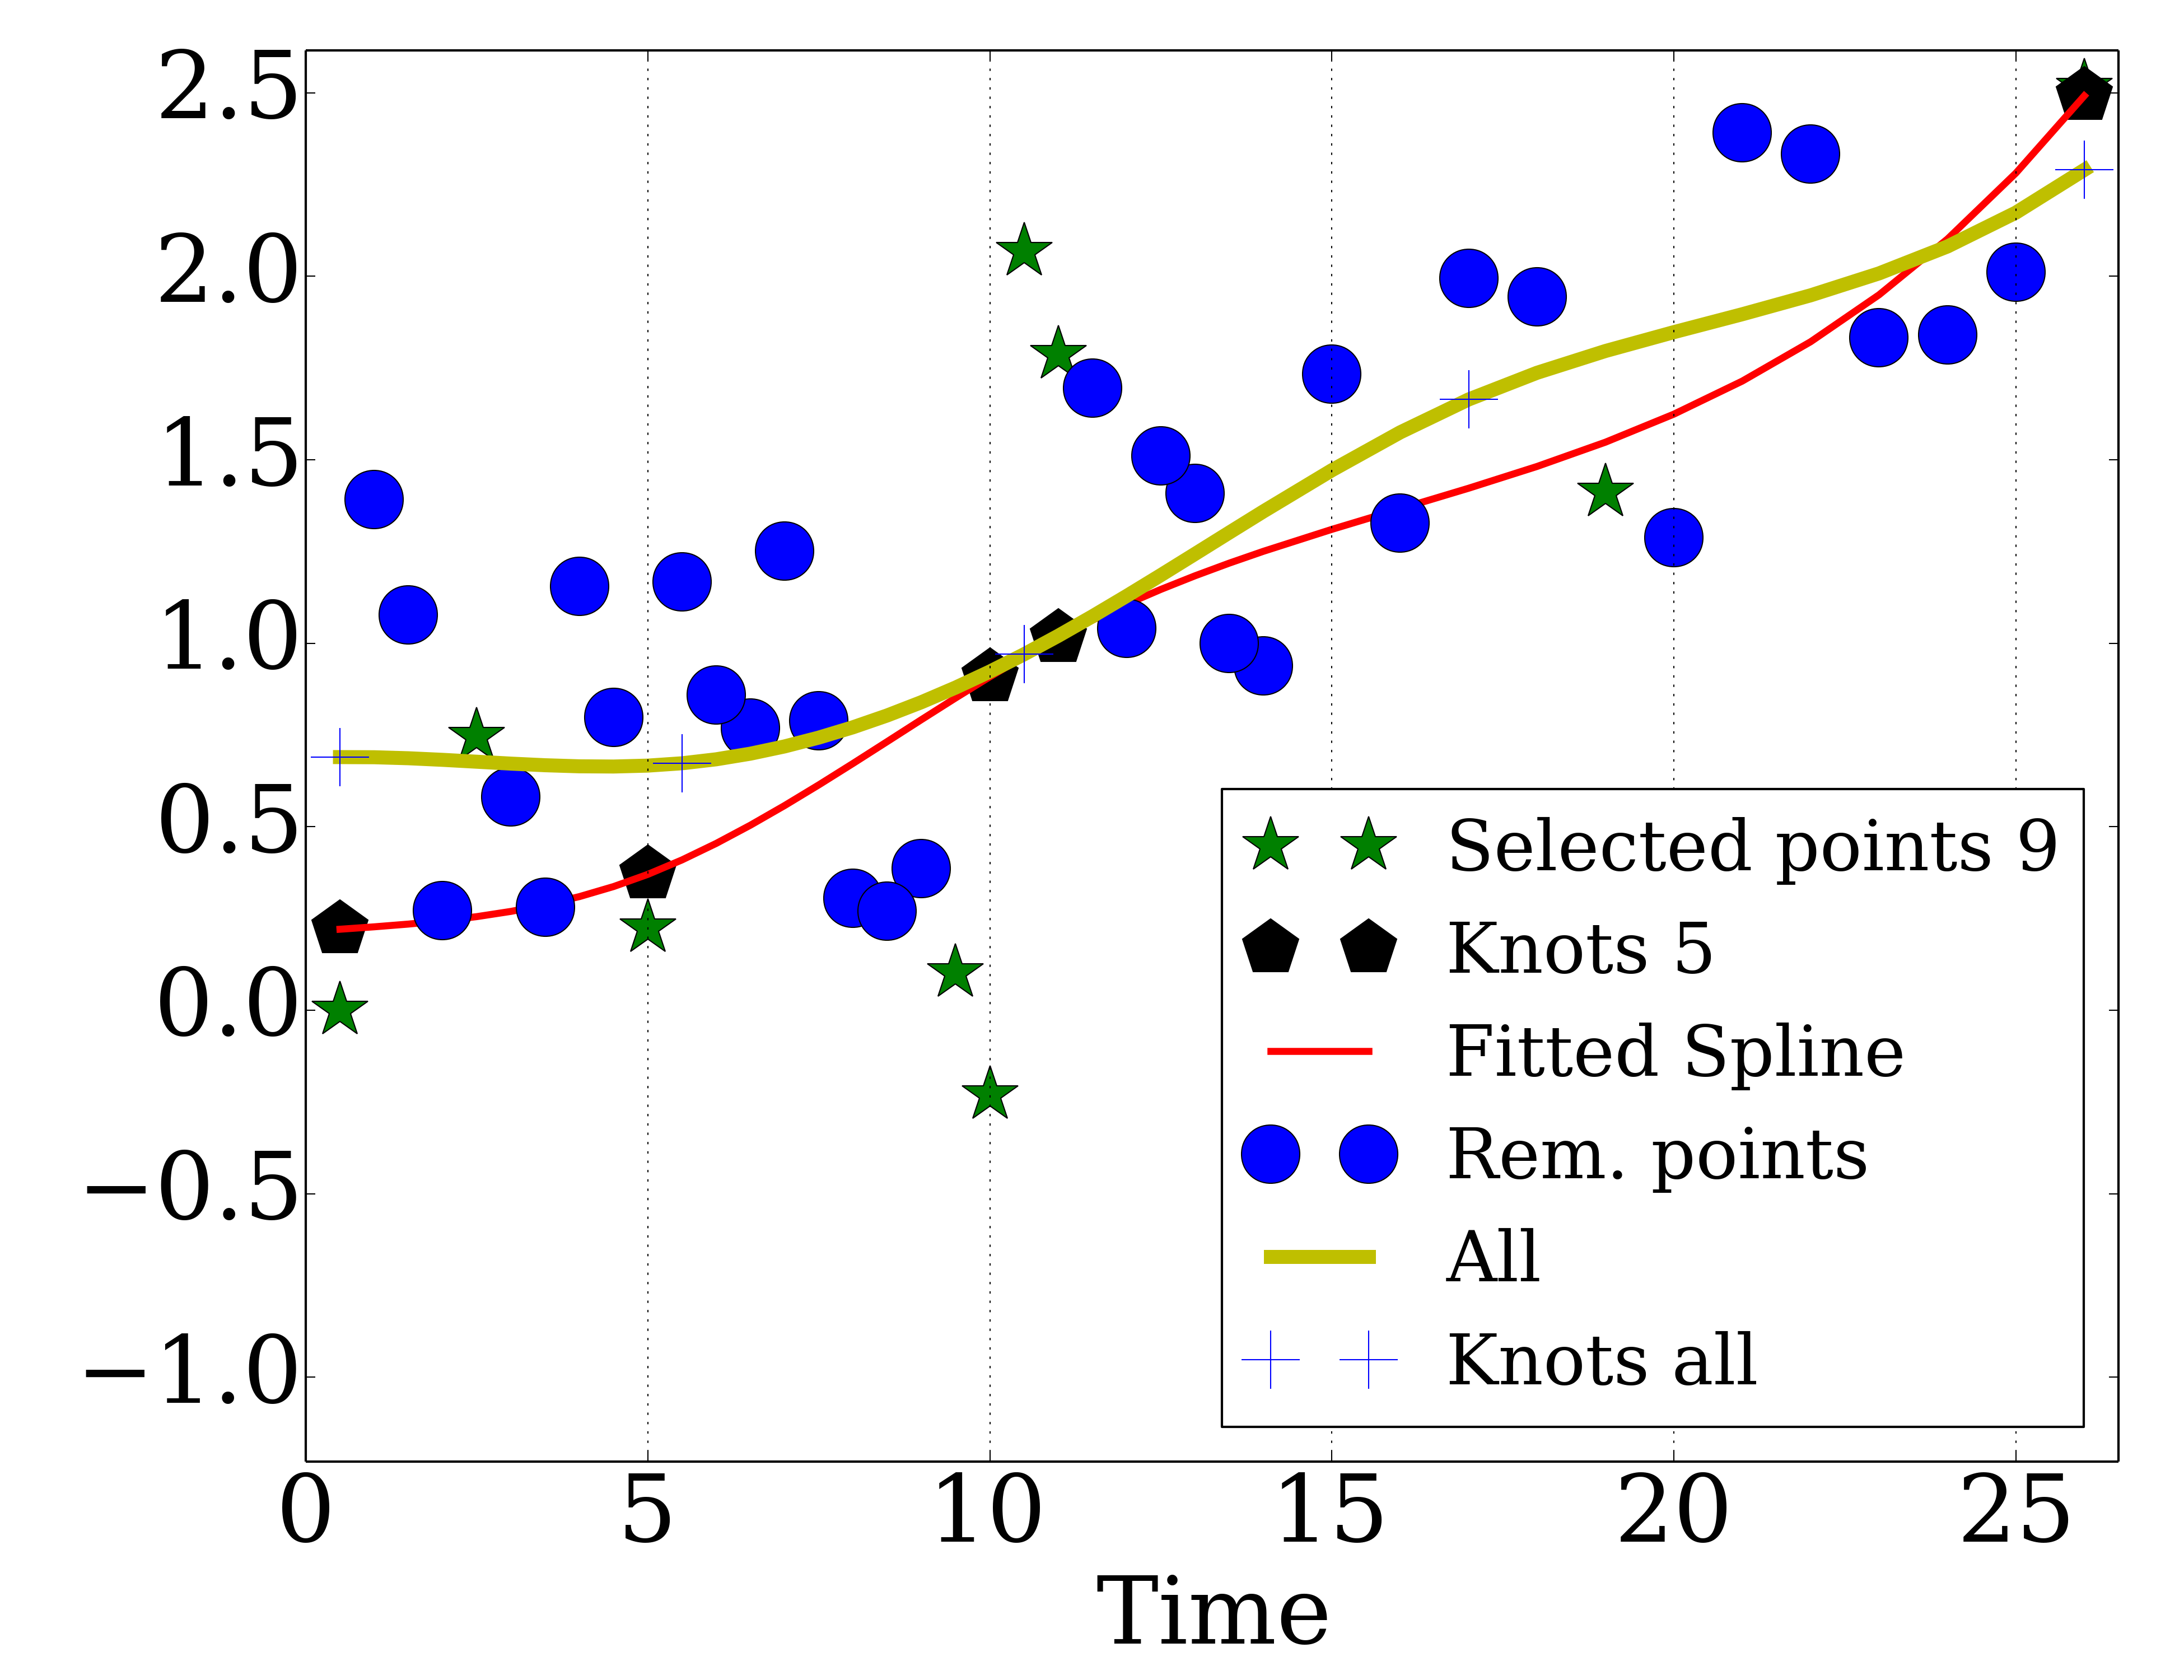 2.5
2.0
1.5
1.0
0.5
0.0
−0.5
−1.0
Selected points 9
Knots 5
Fitted Spline
Rem. points
All
Knots all
0 5 10 15 20 25
Time